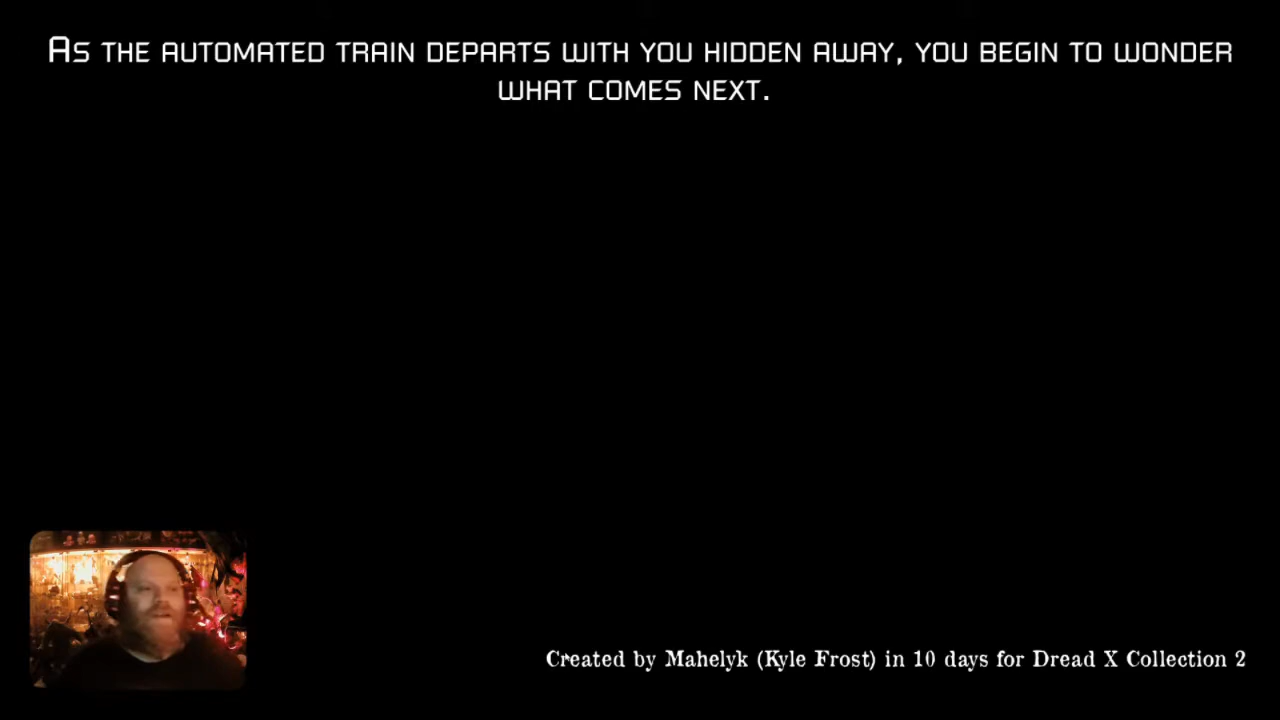 As the automated train departs with you hidden away, you begin to wonder
what comes next.
Created by Mahelyk (Kyle Frost) in 10 days for Dread X Collection 2